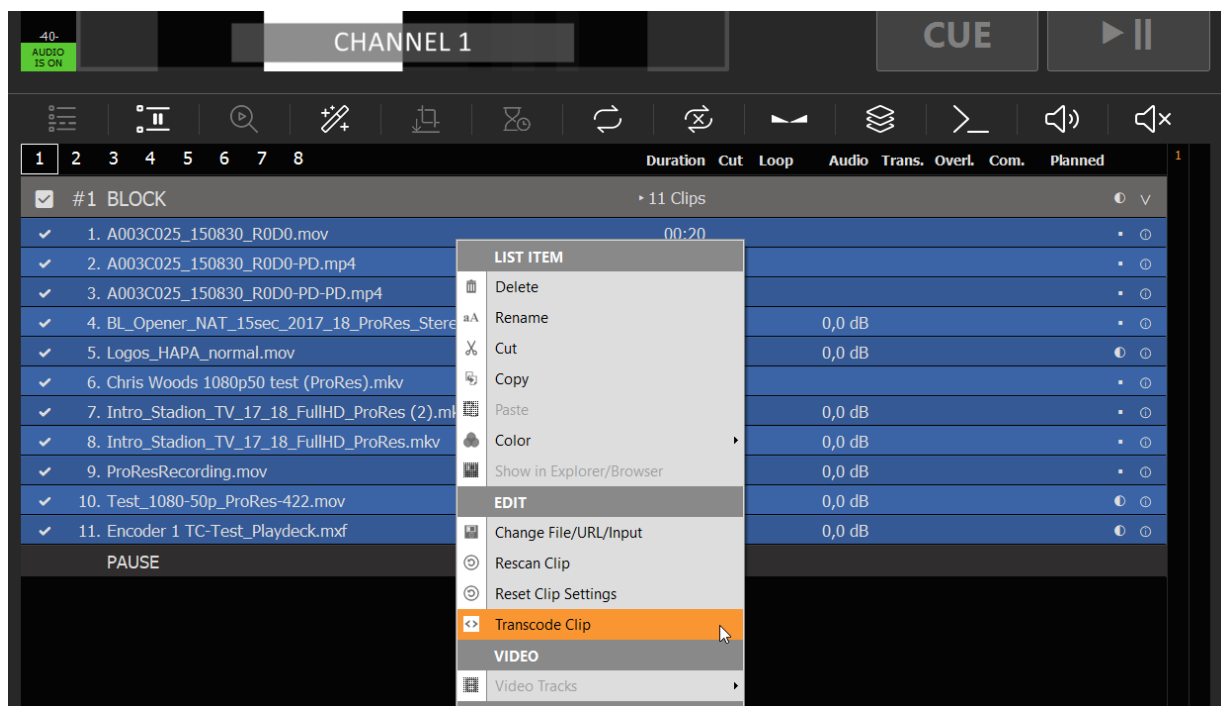 -40-
AUDIO
IS ON
CHANNEL 1
CUE
1 2 3 4 5 6 7 8 Duration Cut Loop Audio Trans. Overl. Com. Planned 1
#1 BLOCK 11 Clips
1. A003C025_150830_R0D0.mov 00:20
2. A003C025_150830_R0D0-PD.mp4
3. A003C025_150830_R0D0-PD-PD.mp4
4. BL_Opener_NAT_15sec_2017_18_ProRes_Stere 0,0 dB
5. Logos_HAPA_normal.mov 0,0 dB
6. Chris Woods 1080p50 test (ProRes).mkv
7. Intro_Stadion_TV_17_18_FullHD_ProRes (2).mk 0,0 dB
8. Intro_Stadion_TV_17_18_FullHD_ProRes.mkv 0,0 dB
9. ProResRecording.mov 0,0 dB
10. Test_1080-50p_ProRes-422.mov 0,0 dB
11. Encoder 1 TC-Test_Playdeck.mxf 0,0 dB
PAUSE
LIST ITEM
Delete
aA Rename
Cut
Copy
Paste
Color
Show in Explorer/Browser
EDIT
Change File/URL/Input
Rescan Clip
Reset Clip Settings
Transcode Clip
VIDEO
Video Tracks